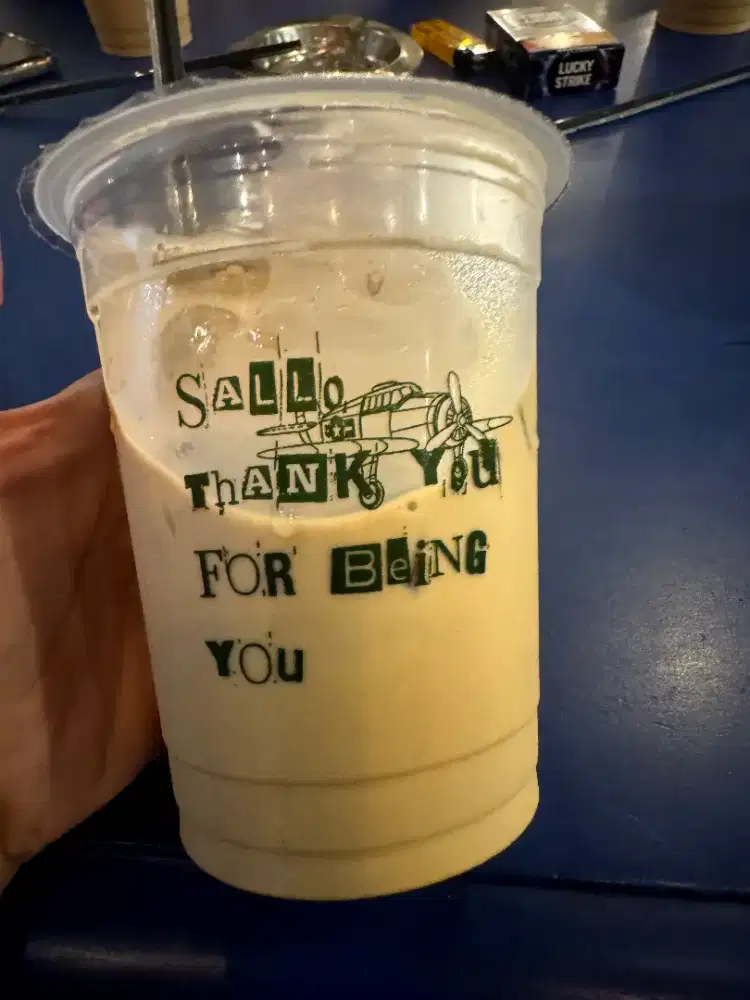 LUCKY
STRIKE
SALLO
ThANK YoU
FOR BeiNG
YOU